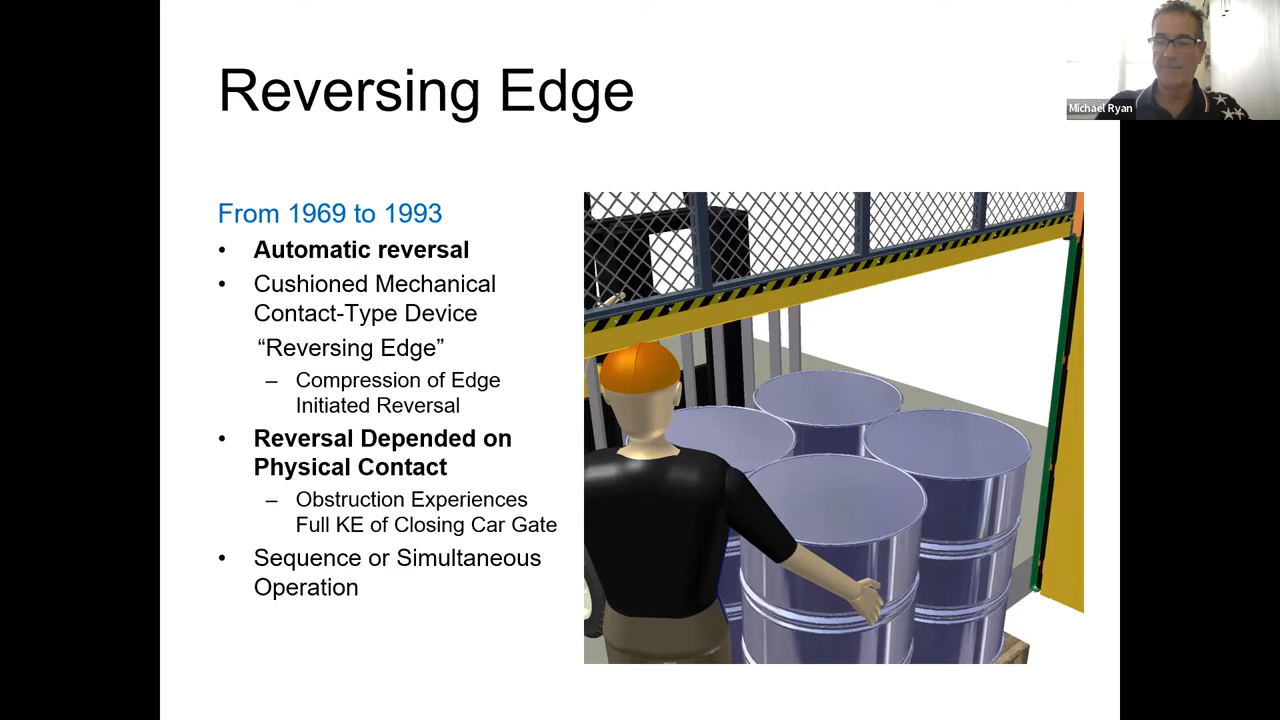 Reversing Edge
Michael Ryan
From 1969 to 1993
• Automatic reversal
• Cushioned Mechanical
Contact-Type Device
“Reversing Edge”
– Compression of Edge
Initiated Reversal
• Reversal Depended on
Physical Contact
– Obstruction Experiences
Full KE of Closing Car Gate
• Sequence or Simultaneous
Operation